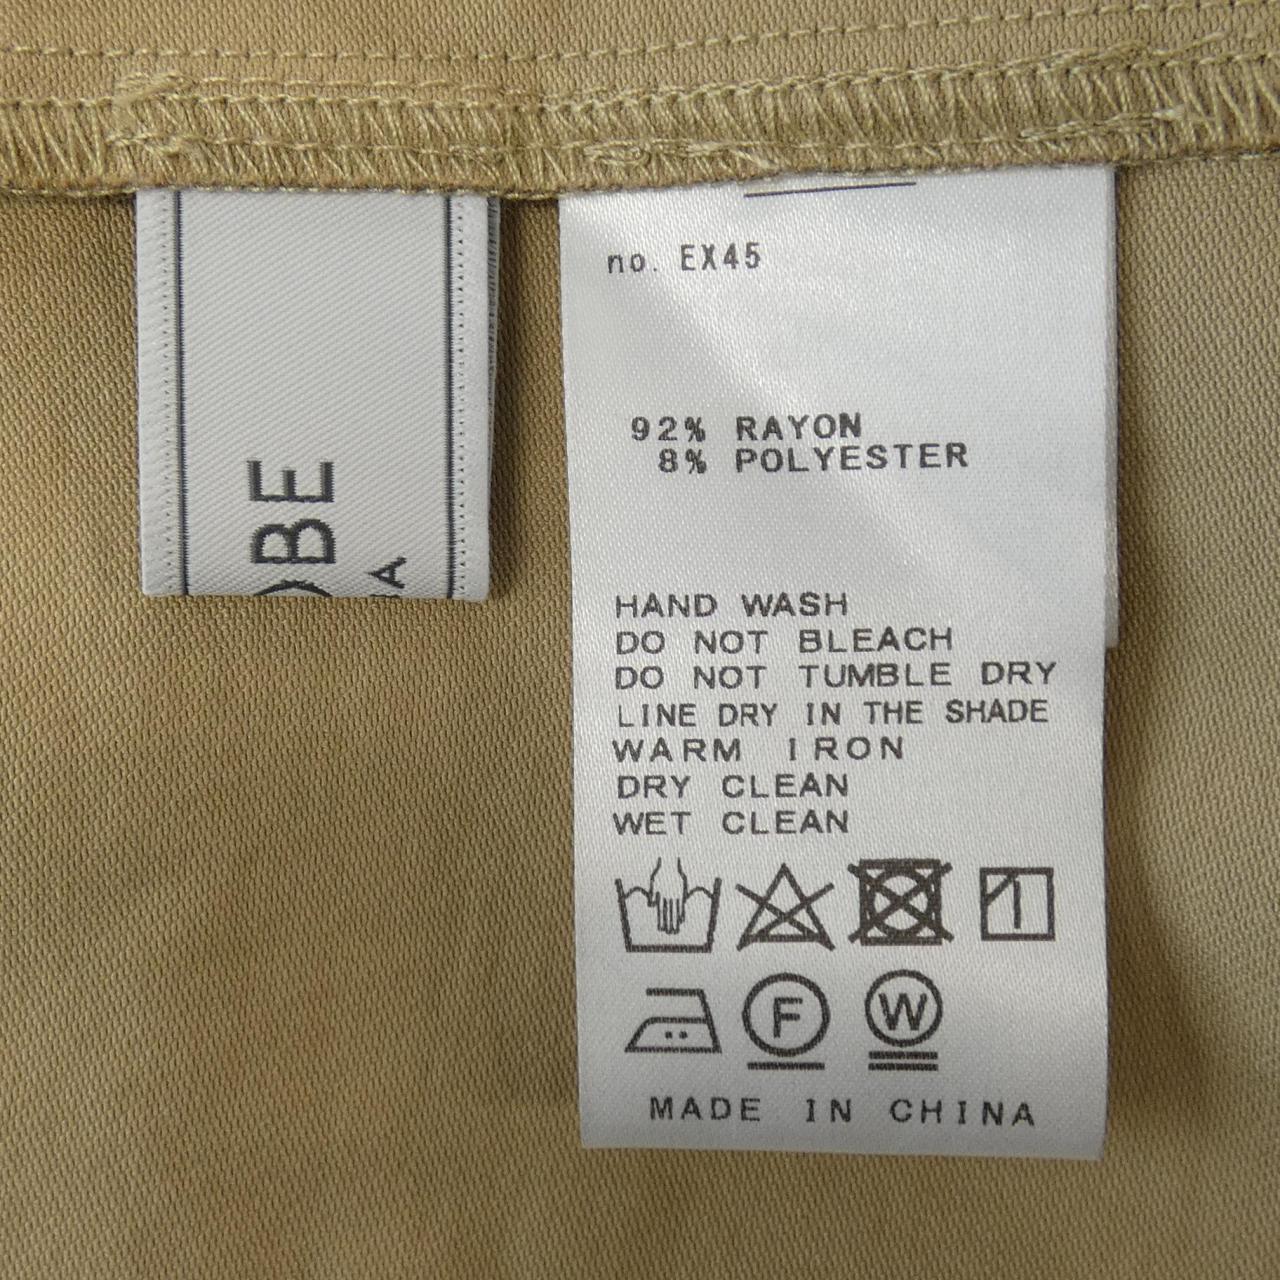 no. EX45
92% RAYON
8% POLYESTER
HAND WASH
DO NOT BLEACH
DO NOT TUMBLE DRY
LINE DRY IN THE SHADE
WARM IRON
DRY CLEAN
WET CLEAN
F
W
MADE IN CHINA